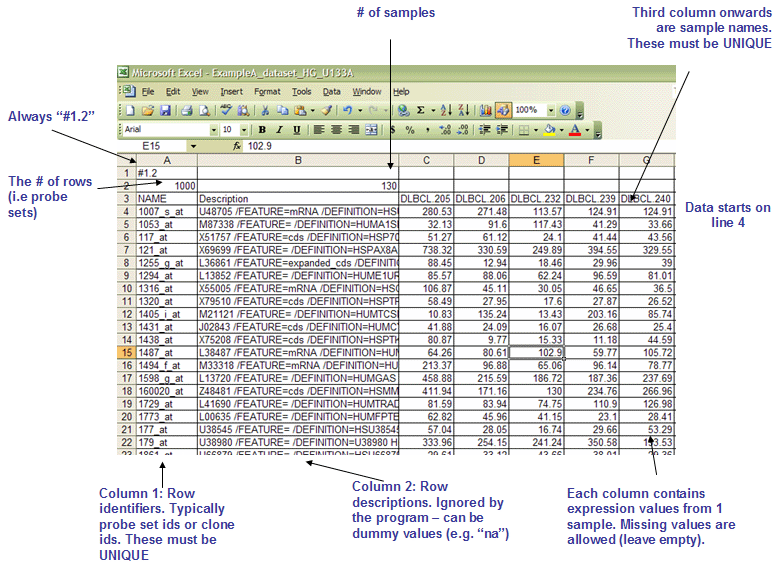 # of samples
Third column onwards
are sample names.
These must be UNIQUE
Always “#1.2”
The # of rows
(i.e probe
sets)
Data starts on
line 4
Microsoft Excel - ExampleA_dataset_HG_U133A
File Edit View Insert Format Tools Data Window Help
100%
Arial 10 B I U $ % ,
E15 fx 102.9
A B C D E F G
1 #1.2
2 1000 130
3 NAME Description DLBCL.205 DLBCL.206 DLBCL.232 DLBCL.239 DLBCL.240
4 1007_s_at U48705 /FEATURE=mRNA /DEFINITION=HSU 280.53 271.48 113.57 124.91 124.91
5 1053_at M87338 /FEATURE= /DEFINITION=HUMA1S 32.13 91.6 117.43 41.29 33.66
6 117_at X51757 /FEATURE=cds /DEFINITION=HSP70 51.27 61.12 24.1 41.44 43.56
7 121_at X69699 /FEATURE= /DEFINITION=HSPAX8A 738.32 330.59 249.89 394.55 329.55
8 1255_g_at L36861 /FEATURE=expanded_cds /DEFINITI 88.45 12.94 18.46 29.96 39
9 1294_at L13852 /FEATURE= /DEFINITION=HUME1UR 85.57 88.06 62.24 96.59 81.01
10 1316_at X55005 /FEATURE=mRNA /DEFINITION=HSC 106.87 45.11 30.05 46.65 36.5
11 1320_at X79510 /FEATURE=cds /DEFINITION=HSPTP 58.49 27.95 17.6 27.87 26.52
12 1405_i_at M21121 /FEATURE= /DEFINITION=HUMTCS 10.83 135.24 13.43 203.16 85.74
13 1431_at J02843 /FEATURE=cds /DEFINITION=HUMCY 41.88 24.09 16.07 26.68 25.4
14 1438_at X75208 /FEATURE=cds /DEFINITION=HSPTK 80.87 9.77 15.33 11.18 44.59
15 1487_at L38487 /FEATURE=mRNA /DEFINITION=HUM 64.26 80.61 102.9 59.77 105.72
16 1494_f_at M33318 /FEATURE=mRNA /DEFINITION=HU 213.37 96.88 65.06 96.14 78.77
17 1598_g_at L13720 /FEATURE= /DEFINITION=HUMGAS 458.88 215.59 186.72 187.36 237.69
18 160020_at Z48481 /FEATURE=cds /DEFINITION=HSMM 411.94 171.16 130 234.76 266.96
19 1729_at L41690 /FEATURE= /DEFINITION=HUMTRAD 81.59 83.94 74.75 110.9 126.98
20 1773_at L00635 /FEATURE= /DEFINITION=HUMFPTE 62.82 45.96 41.15 23.1 28.41
21 177_at U38545 /FEATURE= /DEFINITION=HSU38545 57.04 28.05 16.74 29.66 53.29
22 179_at U38980 /FEATURE= /DEFINITION=U38980 H 333.96 254.15 241.24 350.58
Column 1: Row
identifiers. Typically
probe set ids or clone
ids. These must be
UNIQUE
Column 2: Row
descriptions. Ignored by
the program – can be
dummy values (e.g. “na”)
Each column contains
expression values from 1
sample. Missing values are
allowed (leave empty).